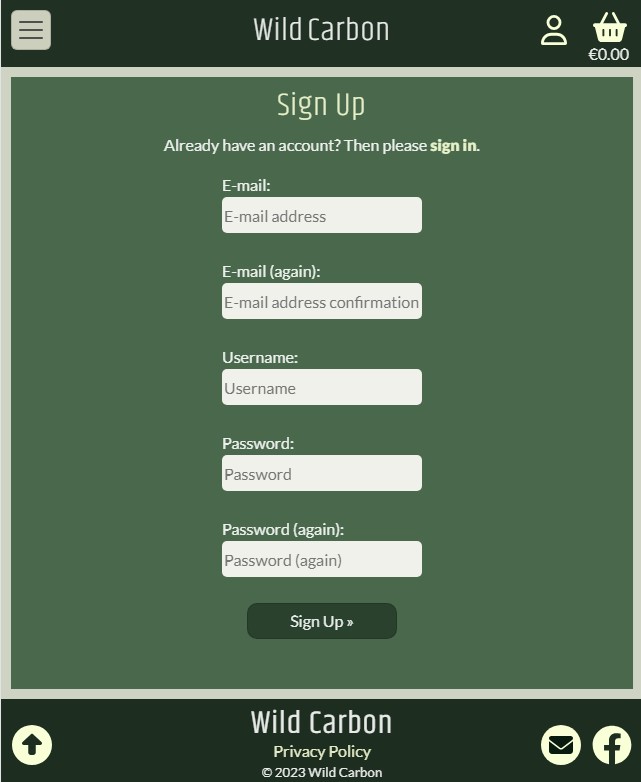 Wild Carbon
€0.00
Sign Up
Already have an account? Then please sign in.
E-mail:
E-mail address
E-mail (again):
E-mail address confirmation
Username:
Username
Password:
Password
Password (again):
Password (again)
Sign Up »
Wild Carbon
Privacy Policy
© 2023 Wild Carbon